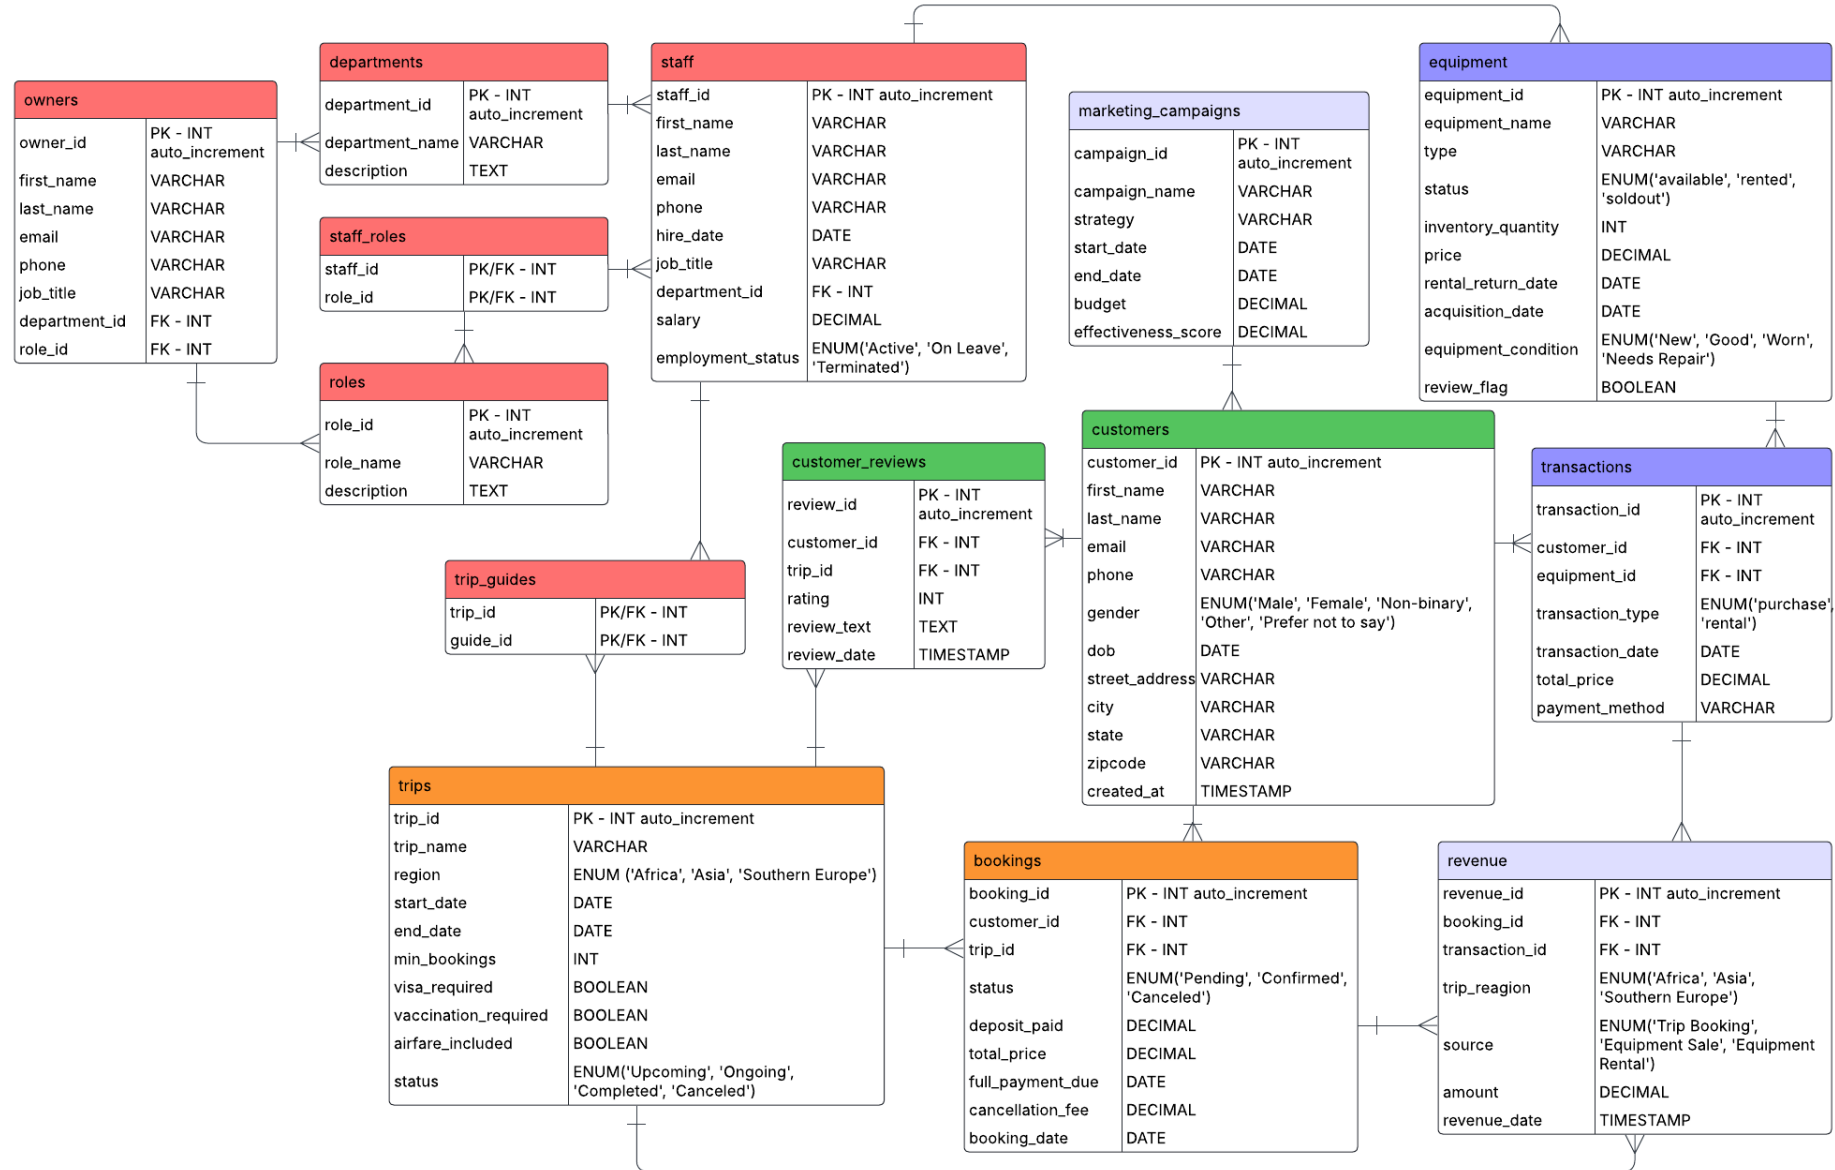 owners
owner_id PK - INT
auto_increment
first_name VARCHAR
last_name VARCHAR
email VARCHAR
phone VARCHAR
job_title VARCHAR
department_id FK - INT
role_id FK - INT
departments
department_id PK - INT
auto_increment
department_name VARCHAR
description TEXT
staff_roles
staff_id PK/FK - INT
role_id PK/FK - INT
roles
role_id PK - INT
auto_increment
role_name VARCHAR
description TEXT
staff
staff_id PK - INT auto_increment
first_name VARCHAR
last_name VARCHAR
email VARCHAR
phone VARCHAR
hire_date DATE
job_title VARCHAR
department_id FK - INT
salary DECIMAL
employment_status ENUM('Active', 'On Leave',
'Terminated')
marketing_campaigns
campaign_id PK - INT
auto_increment
campaign_name VARCHAR
strategy VARCHAR
start_date DATE
end_date DATE
budget DECIMAL
effectiveness_score DECIMAL
equipment
equipment_id PK - INT auto_increment
equipment_name VARCHAR
type VARCHAR
status ENUM('available', 'rented',
'soldout')
inventory_quantity INT
price DECIMAL
rental_return_date DATE
acquisition_date DATE
equipment_condition ENUM('New', 'Good', 'Worn',
'Needs Repair')
review_flag BOOLEAN
customer_reviews
review_id PK - INT
auto_increment
customer_id FK - INT
trip_id FK - INT
rating INT
review_text TEXT
review_date TIMESTAMP
customers
customer_id PK - INT auto_increment
first_name VARCHAR
last_name VARCHAR
email VARCHAR
phone VARCHAR
gender ENUM('Male', 'Female', 'Non-binary',
'Other', 'Prefer not to say')
dob DATE
street_address VARCHAR
city VARCHAR
state VARCHAR
zipcode VARCHAR
created_at TIMESTAMP
transactions
transaction_id PK - INT
auto_increment
customer_id FK - INT
equipment_id FK - INT
transaction_type ENUM('purchase',
'rental')
transaction_date DATE
total_price DECIMAL
payment_method VARCHAR
trip_guides
trip_id PK/FK - INT
guide_id PK/FK - INT
trips
trip_id PK - INT auto_increment
trip_name VARCHAR
region ENUM ('Africa', 'Asia', 'Southern Europe')
start_date DATE
end_date DATE
min_bookings INT
visa_required BOOLEAN
vaccination_required BOOLEAN
airfare_included BOOLEAN
status ENUM('Upcoming', 'Ongoing',
'Completed', 'Canceled')
bookings
booking_id PK - INT auto_increment
customer_id FK - INT
trip_id FK - INT
status ENUM('Pending', 'Confirmed',
'Canceled')
deposit_paid DECIMAL
total_price DECIMAL
full_payment_due DATE
cancellation_fee DECIMAL
booking_date DATE
revenue
revenue_id PK - INT auto_increment
booking_id FK - INT
transaction_id FK - INT
trip_reagion ENUM('Africa', 'Asia',
'Southern Europe')
source ENUM('Trip Booking',
'Equipment Sale', 'Equipment
Rental')
amount DECIMAL
revenue_date TIMESTAMP